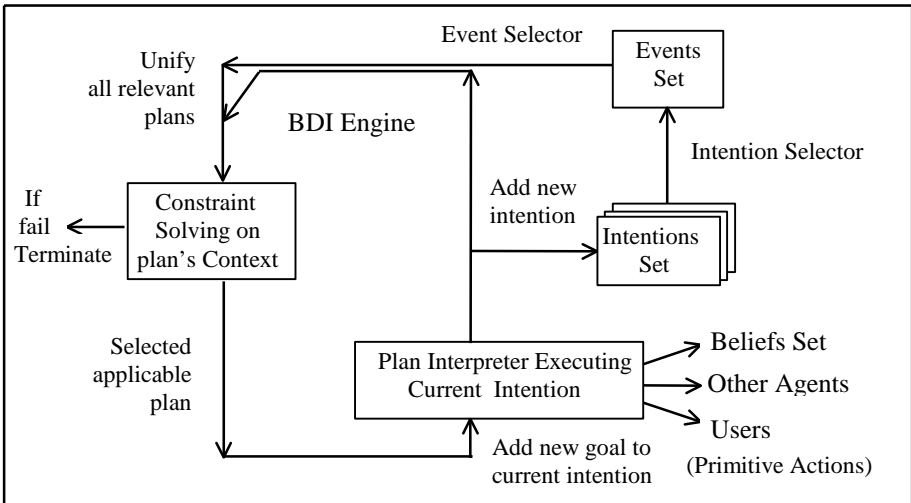 Event Selector
Events
Set
Unify
all relevant
plans
BDI Engine
Intention Selector
Add new
intention
If
fail
Terminate
Constraint
Solving on
plan's Context
Intentions
Set
Selected
applicable
plan
Plan Interpreter Executing
Current Intention
Beliefs Set
Other Agents
Users
(Primitive Actions)
Add new goal to
current intention